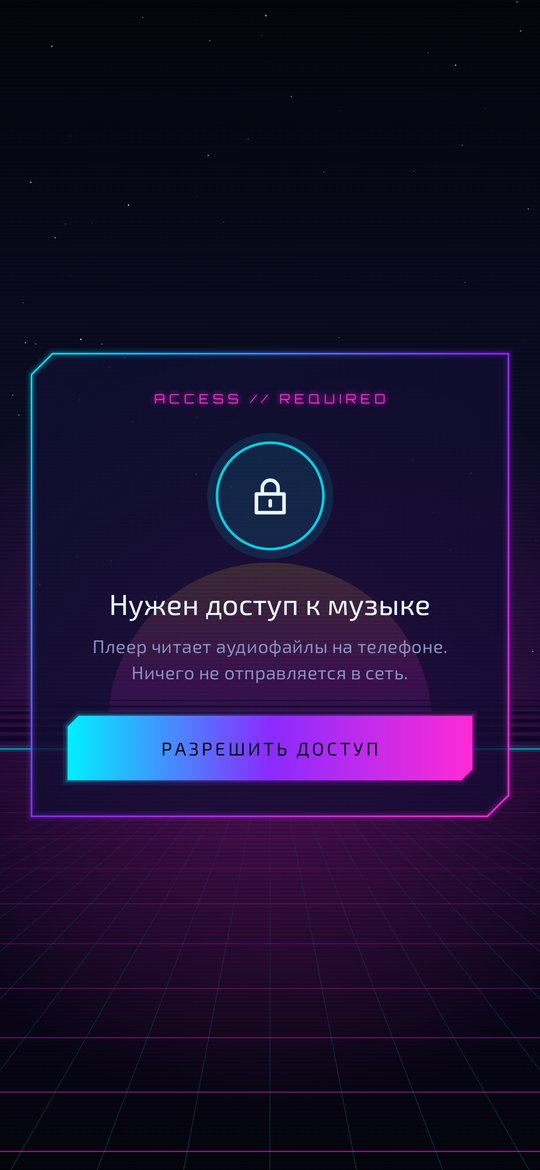 ACCESS // REQUIRED
Нужен доступ к музыке
Плеер читает аудиофайлы на телефоне.
Ничего не отправляется в сеть.
РАЗРЕШИТЬ ДОСТУП